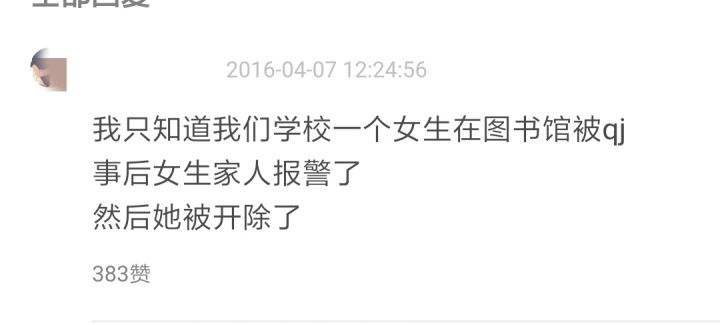 2016-04-07 12:24:56
我只知道我们学校一个女生在图书馆被qj
事后女生家人报警了
然后她被开除了
383赞